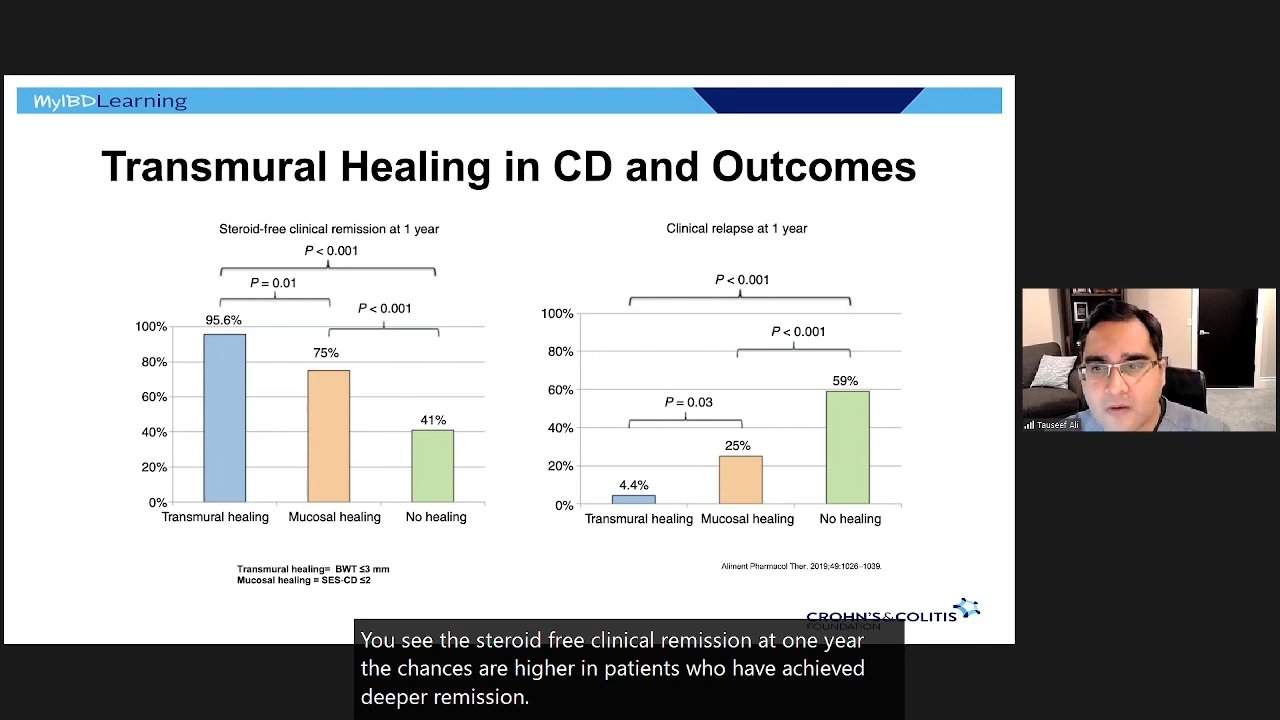 MyIBDLearning
Transmural Healing in CD and Outcomes
Steroid-free clinical remission at 1 year
P < 0.001
P = 0.01
P < 0.001
100%
80%
60%
40%
20%
0%
95.6%
75%
41%
Transmural healing
Mucosal healing
No healing
Clinical relapse at 1 year
P < 0.001
P < 0.001
P = 0.03
100%
80%
60%
40%
20%
0%
4.4%
25%
59%
Transmural healing
Mucosal healing
No healing
Transmural healing= BWT ≤3 mm
Mucosal healing = SES-CD ≤2
Aliment Pharmacol Ther. 2019;49:1026–1039.
CROHN'S & COLITIS
FOUNDATION
Tauseef Ali
You see the steroid free clinical remission at one year
the chances are higher in patients who have achieved
deeper remission.